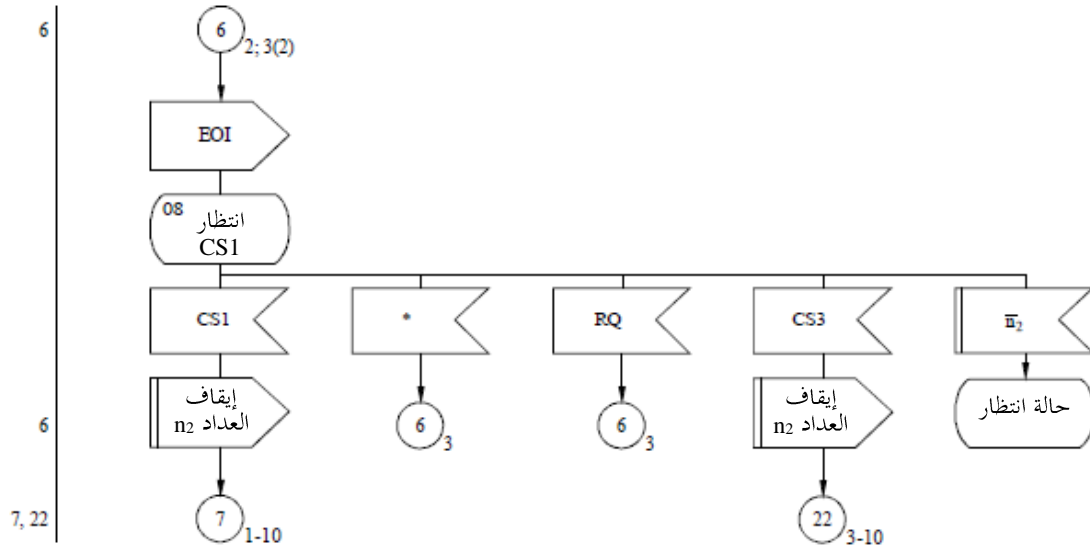 6
6
2; 3(2)
EOI
08
انتظار
CS1
CS1
*
RQ
CS3
n̅₂
إيقاف
العداد n₂
إيقاف
العداد n₂
حالة انتظار
6
6
3
6
3
7, 22
7
1-10
22
3-10